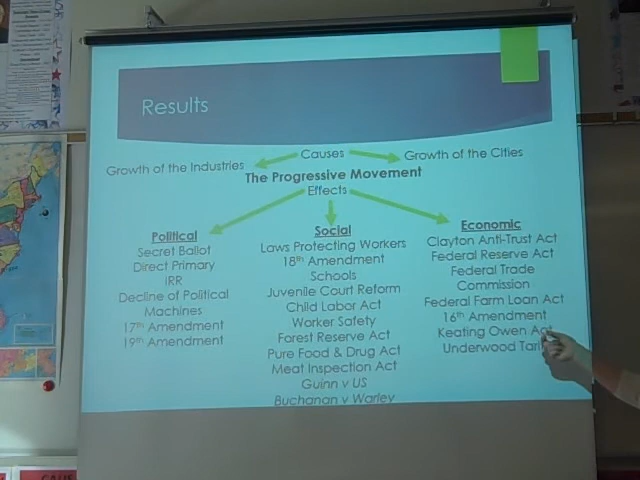 Results
Causes
Growth of the Industries
Growth of the Cities
The Progressive Movement
Effects
Political
Secret Ballot
Direct Primary
IRR
Decline of Political
Machines
17th Amendment
19th Amendment
Social
Laws Protecting Workers
18th Amendment
Schools
Juvenile Court Reform
Child Labor Act
Worker Safety
Forest Reserve Act
Pure Food & Drug Act
Meat Inspection Act
Guinn v US
Buchanan v Warley
Economic
Clayton Anti-Trust Act
Federal Reserve Act
Federal Trade
Commission
Federal Farm Loan Act
16th Amendment
Keating Owen Act
Underwood